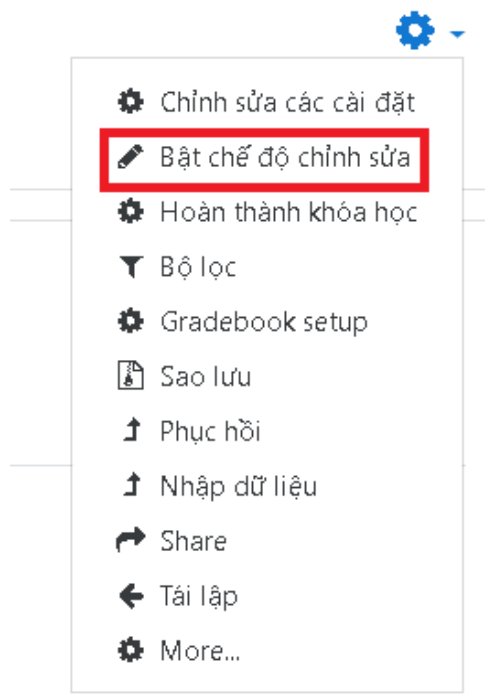 Chỉnh sửa các cài đặt
Bật chế độ chỉnh sửa
Hoàn thành khóa học
Bộ lọc
Gradebook setup
Sao lưu
Phục hồi
Nhập dữ liệu
Share
Tái lập
More...